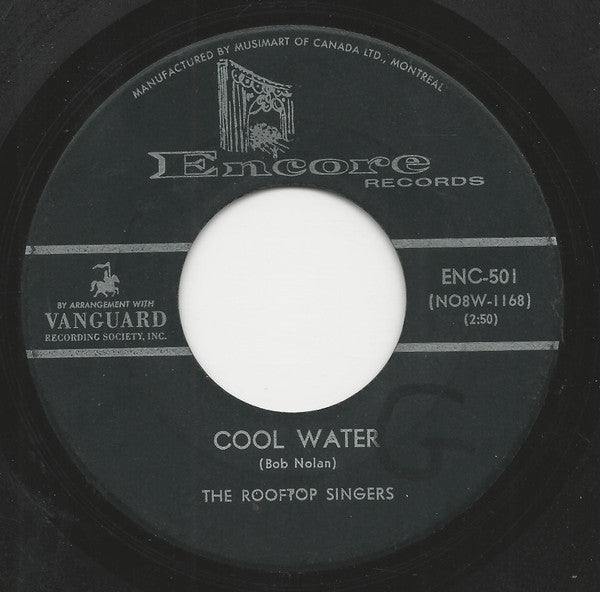 MANUFACTURED BY MUSIMART OF CANADA LTD., MONTREAL
Encore
RECORDS
BY ARRANGEMENT WITH
VANGUARD
RECORDING SOCIETY, INC.
ENC-501
(NO8W-1168)
(2:50)
COOL WATER
(Bob Nolan)
THE ROOFTOP SINGERS